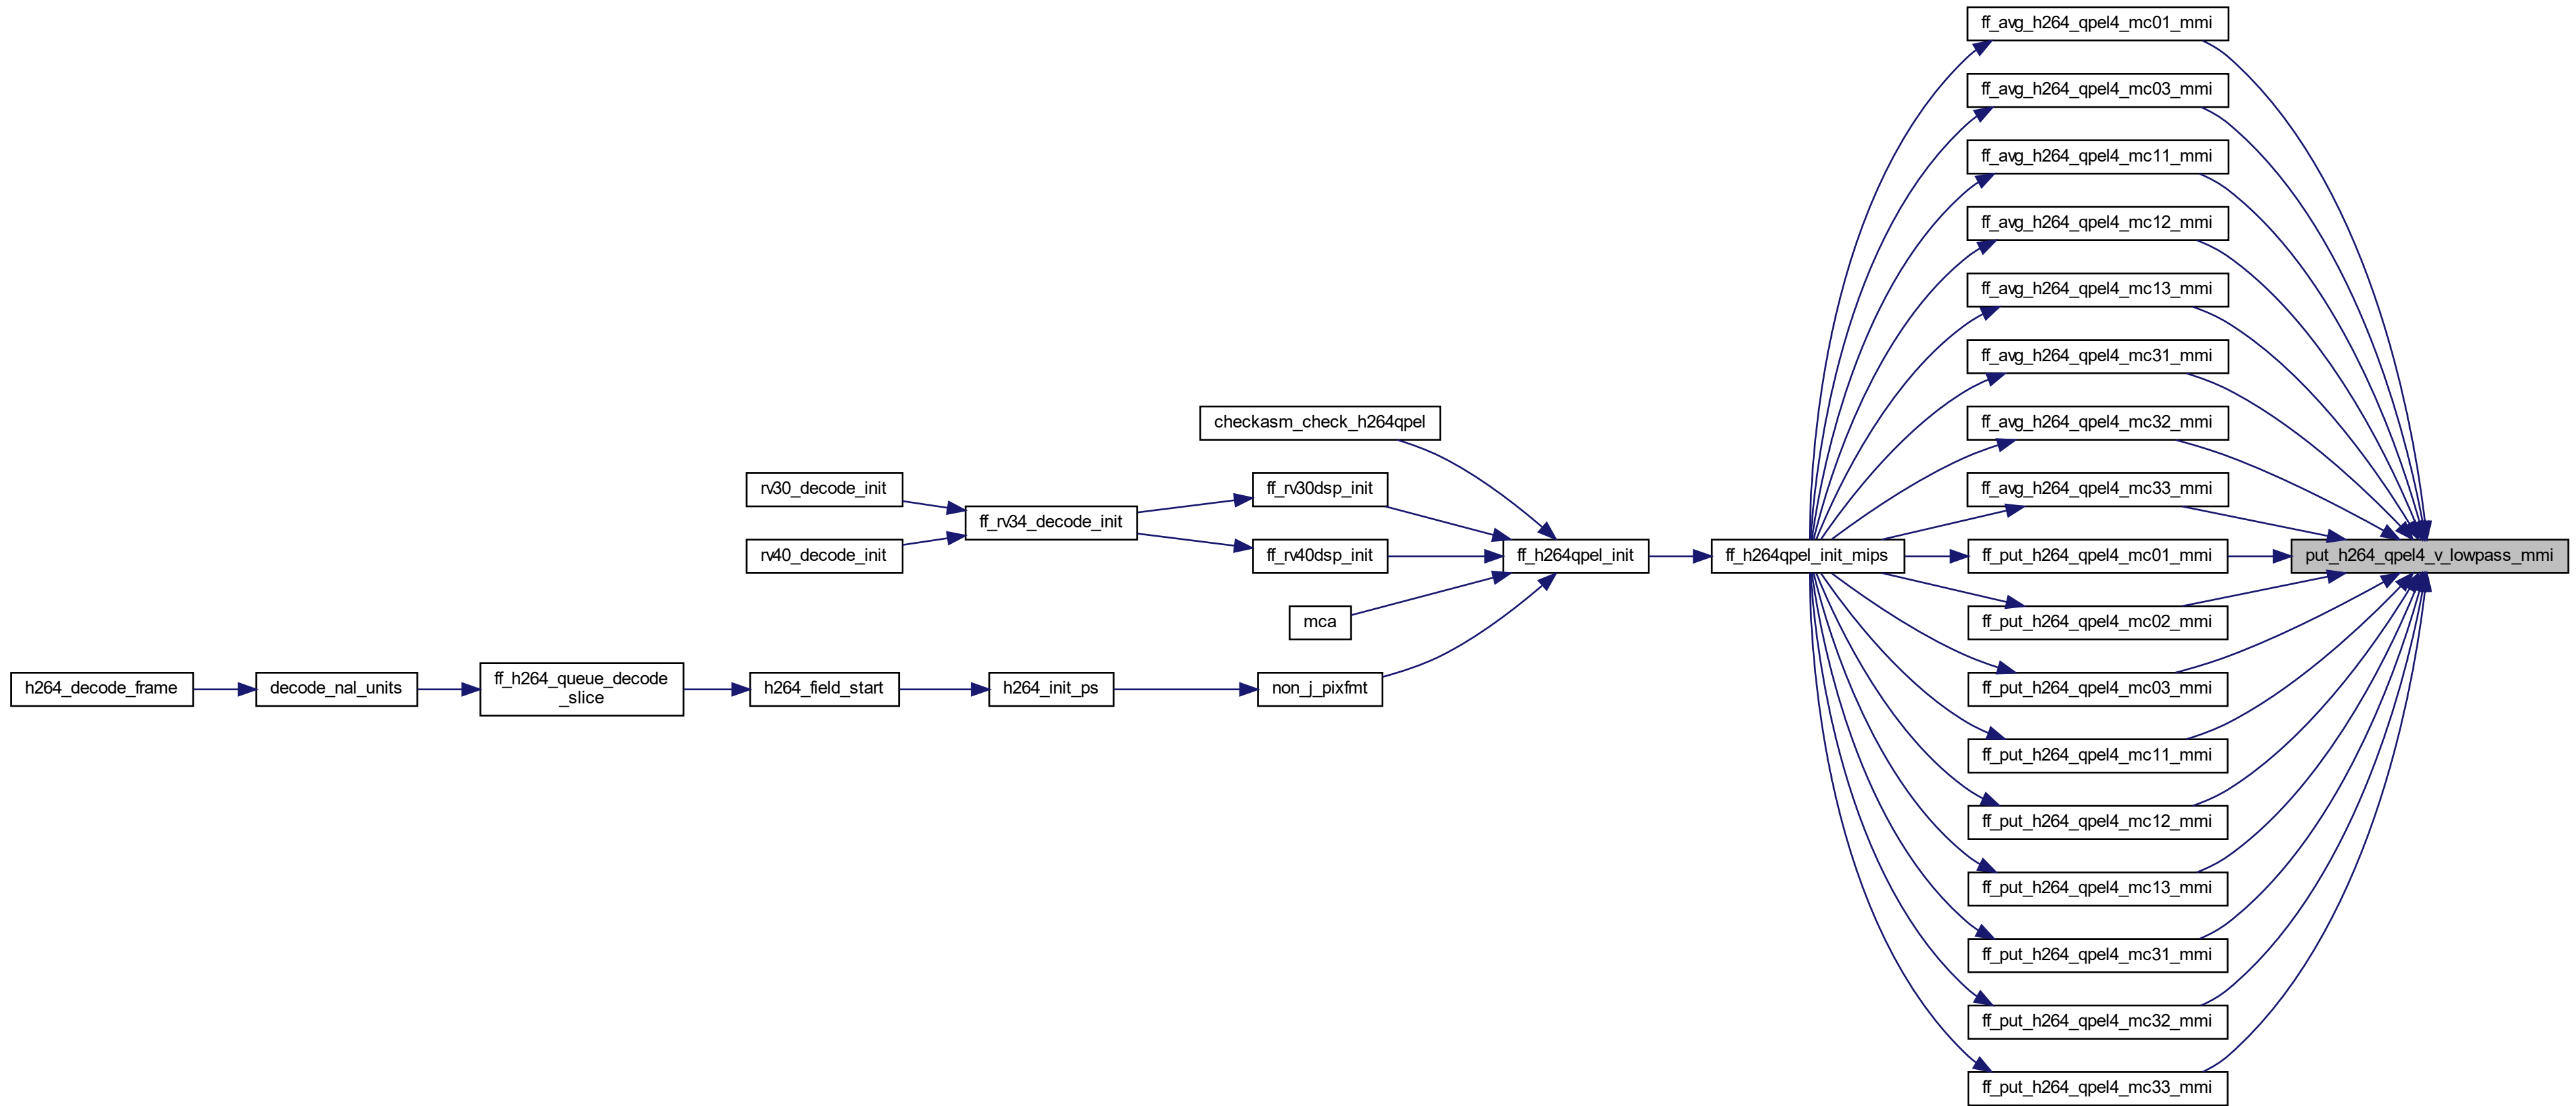 ff_avg_h264_qpel4_mc01_mmi
ff_avg_h264_qpel4_mc03_mmi
ff_avg_h264_qpel4_mc11_mmi
ff_avg_h264_qpel4_mc12_mmi
ff_avg_h264_qpel4_mc13_mmi
ff_avg_h264_qpel4_mc31_mmi
ff_avg_h264_qpel4_mc32_mmi
checkasm_check_h264qpel
rv30_decode_init
ff_rv30dsp_init
ff_avg_h264_qpel4_mc33_mmi
ff_rv34_decode_init
rv40_decode_init
ff_rv40dsp_init
ff_h264qpel_init
ff_h264qpel_init_mips
ff_put_h264_qpel4_mc01_mmi
put_h264_qpel4_v_lowpass_mmi
mca
ff_put_h264_qpel4_mc02_mmi
h264_decode_frame
decode_nal_units
ff_h264_queue_decode
_slice
h264_field_start
h264_init_ps
non_j_pixfmt
ff_put_h264_qpel4_mc03_mmi
ff_put_h264_qpel4_mc11_mmi
ff_put_h264_qpel4_mc12_mmi
ff_put_h264_qpel4_mc13_mmi
ff_put_h264_qpel4_mc31_mmi
ff_put_h264_qpel4_mc32_mmi
ff_put_h264_qpel4_mc33_mmi